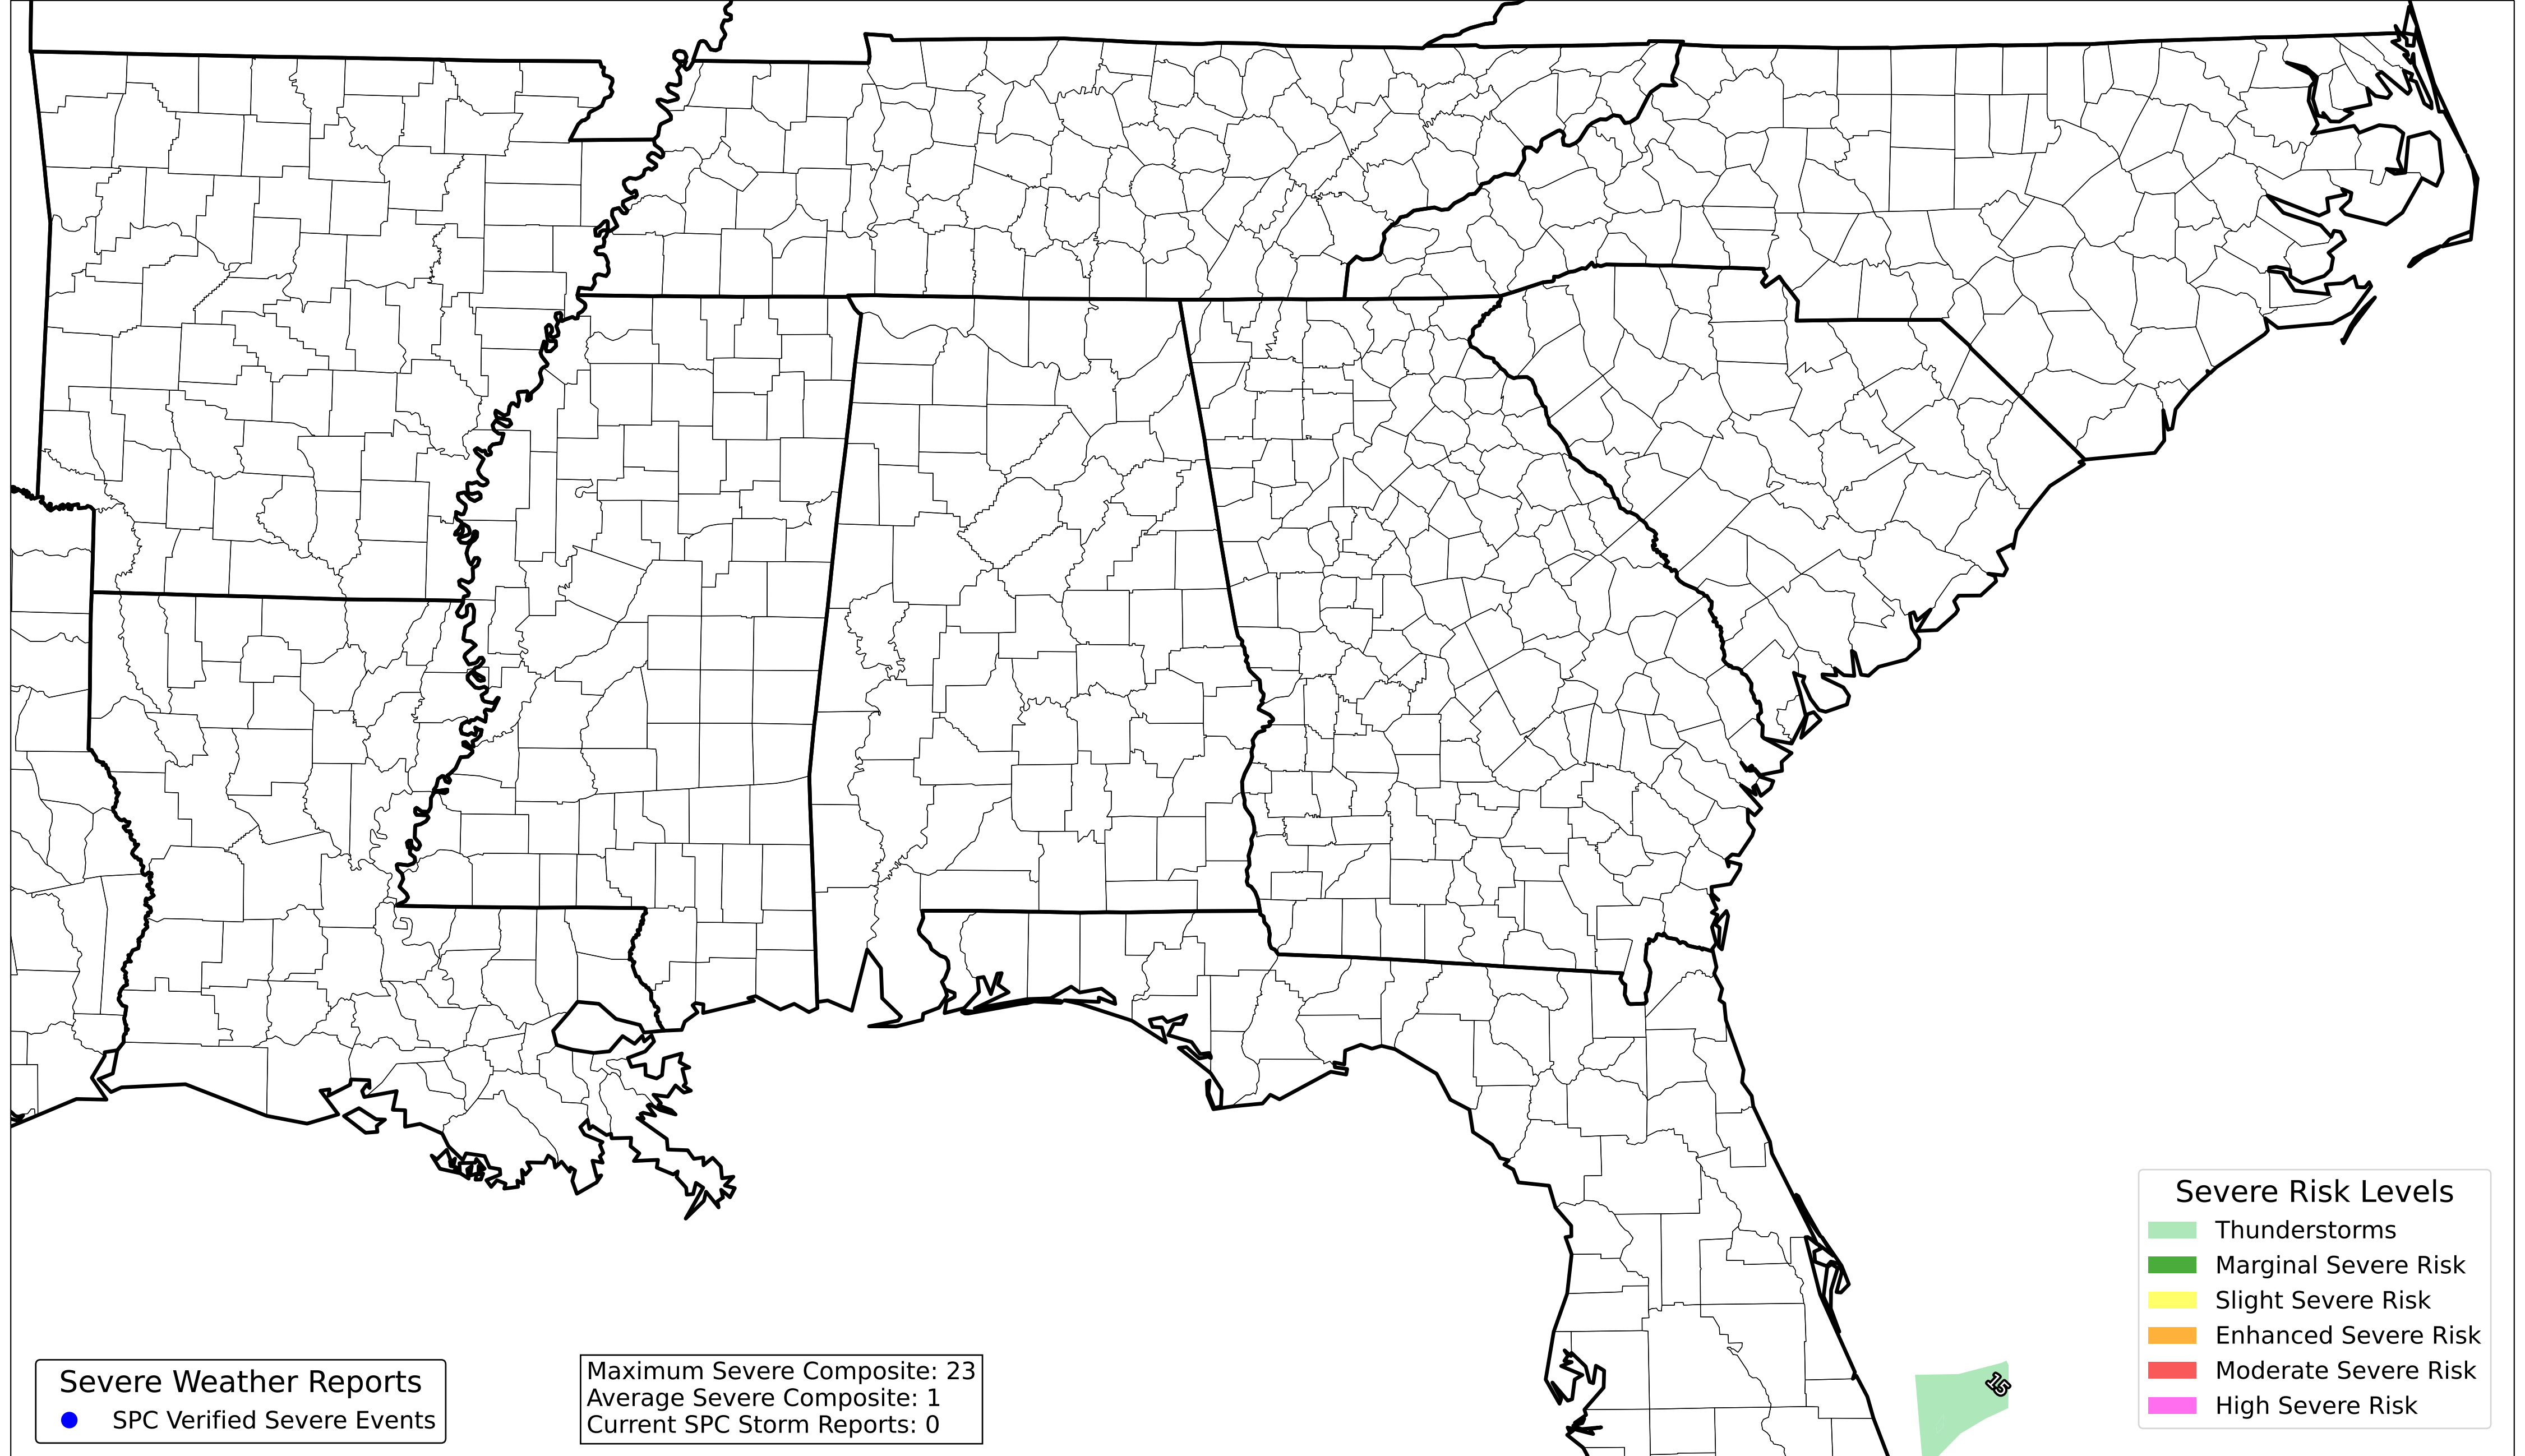 Severe Risk Levels
Thunderstorms
Marginal Severe Risk
Slight Severe Risk
Enhanced Severe Risk
Moderate Severe Risk
High Severe Risk
Severe Weather Reports
SPC Verified Severe Events
Maximum Severe Composite: 23
Average Severe Composite: 1
Current SPC Storm Reports: 0
15